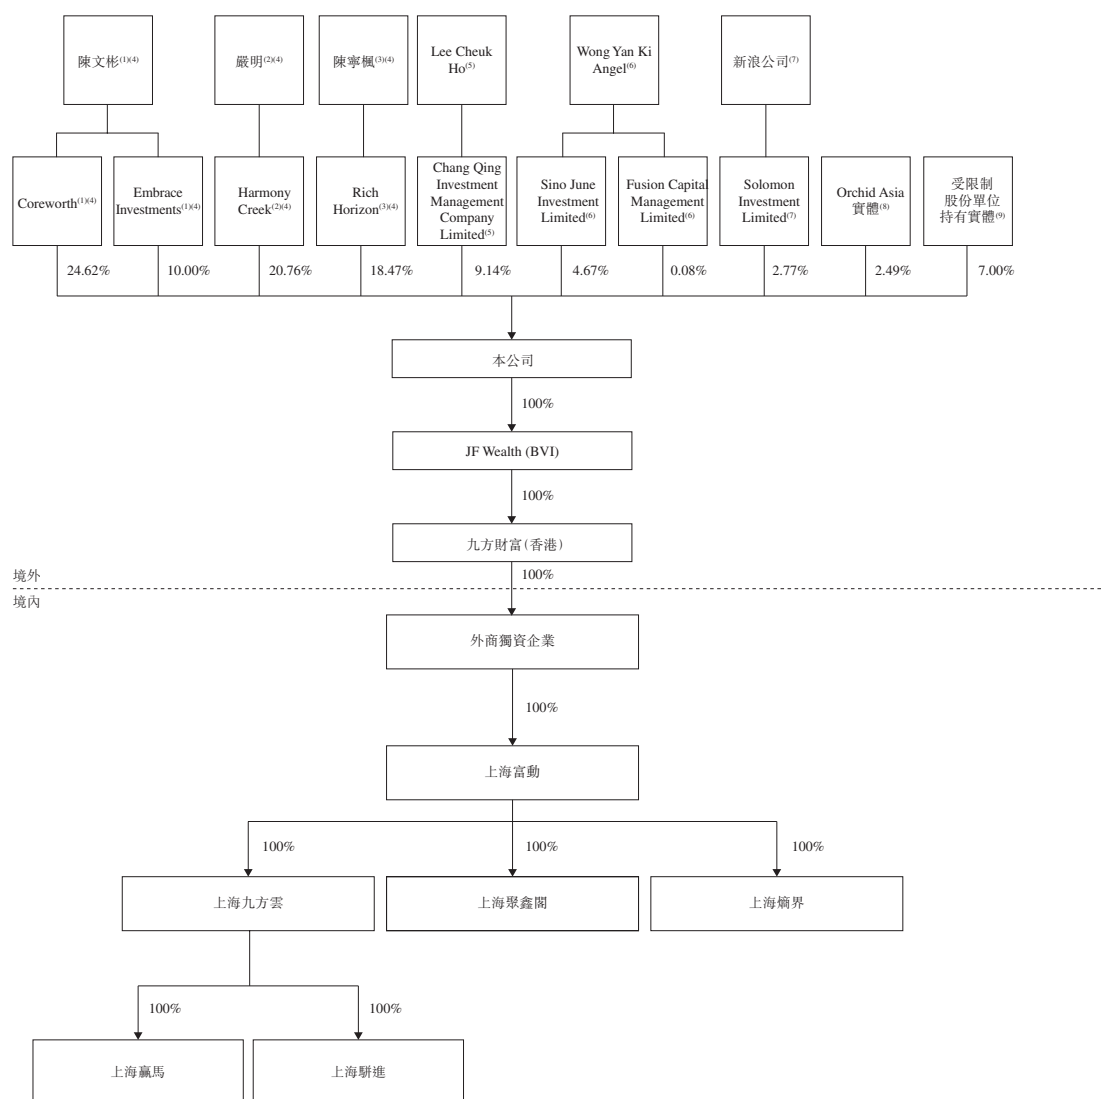 陳文彬(1)(4)
嚴明(2)(4)
陳寧楓(3)(4)
Lee Cheuk
Ho(5)
Wong Yan Ki
Angel(6)
新浪公司(7)
Coreworth(1)(4)
Embrace
Investments(1)(4)
Harmony
Creek(2)(4)
Rich
Horizon(3)(4)
Chang Qing
Investment
Management
Company
Limited(5)
Sino June
Investment
Limited(6)
Fusion Capital
Management
Limited(6)
Solomon
Investment
Limited(7)
Orchid Asia
實體(8)
受限制
股份單位
持有實體(9)
24.62%
10.00%
20.76%
18.47%
9.14%
4.67%
0.08%
2.77%
2.49%
7.00%
本公司
100%
JF Wealth (BVI)
100%
九方財富(香港)
境外
100%
境內
外商獨資企業
100%
上海富動
100%
100%
100%
上海九方雲
上海聚鑫閣
上海熵界
100%
100%
上海贏馬
上海駢進